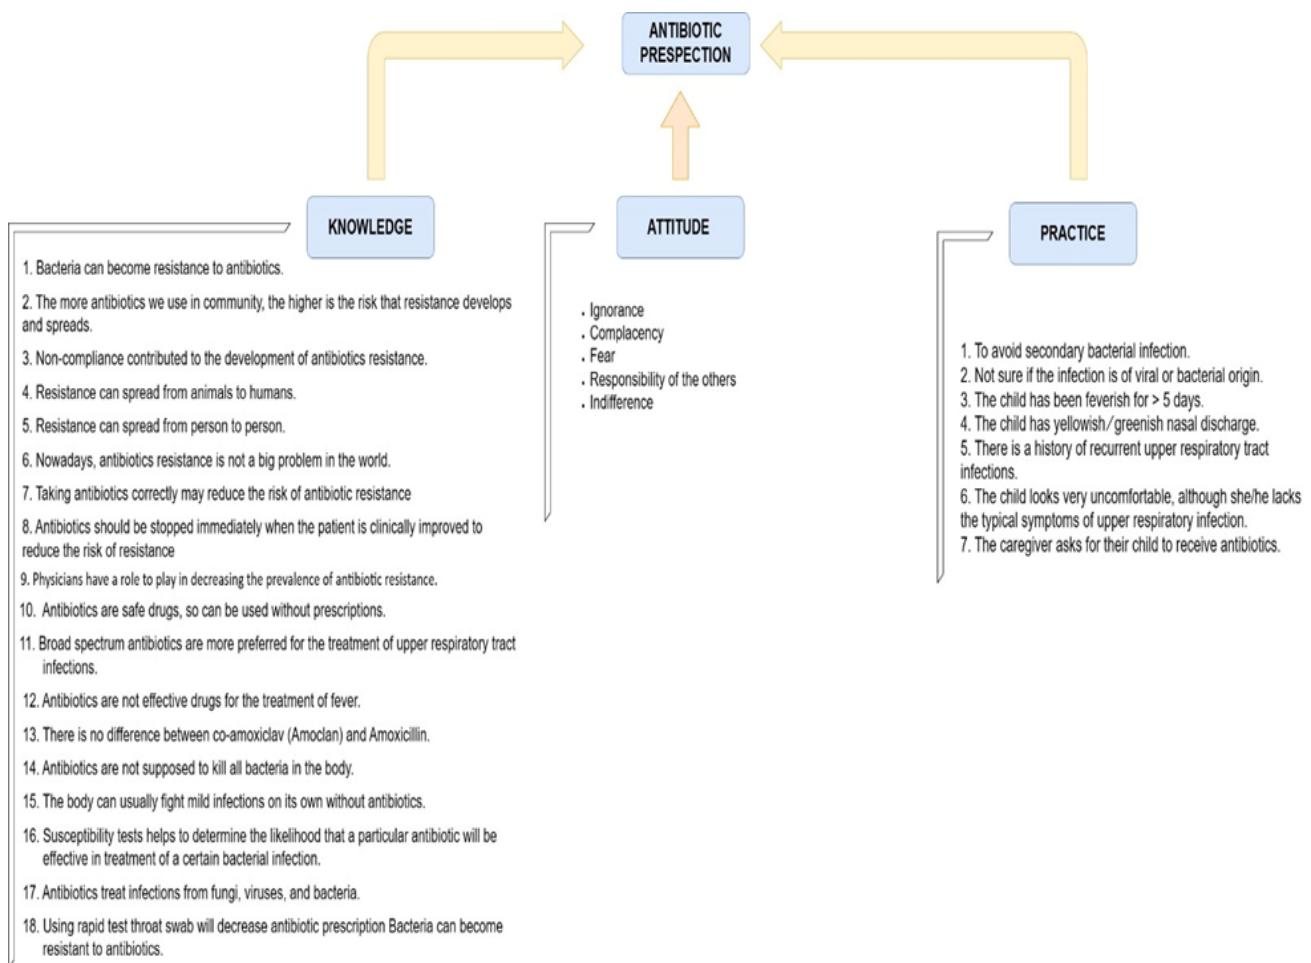 ANTIBIOTIC
PRESPECTION
KNOWLEDGE
1. Bacteria can become resistance to antibiotics.
2. The more antibiotics we use in community, the higher is the risk that resistance develops
and spreads.
3. Non-compliance contributed to the development of antibiotics resistance.
4. Resistance can spread from animals to humans.
5. Resistance can spread from person to person.
6. Nowadays, antibiotics resistance is not a big problem in the world.
7. Taking antibiotics correctly may reduce the risk of antibiotic resistance
8. Antibiotics should be stopped immediately when the patient is clinically improved to
reduce the risk of resistance
9. Physicians have a role to play in decreasing the prevalence of antibiotic resistance.
10. Antibiotics are safe drugs, so can be used without prescriptions.
11. Broad spectrum antibiotics are more preferred for the treatment of upper respiratory tract
infections.
12. Antibiotics are not effective drugs for the treatment of fever.
13. There is no difference between co-amoxiclav (Amoclan) and Amoxicillin.
14. Antibiotics are not supposed to kill all bacteria in the body.
15. The body can usually fight mild infections on its own without antibiotics.
16. Susceptibility tests helps to determine the likelihood that a particular antibiotic will be
effective in treatment of a certain bacterial infection.
17. Antibiotics treat infections from fungi, viruses, and bacteria.
18. Using rapid test throat swab will decrease antibiotic prescription Bacteria can become
resistant to antibiotics.
ATTITUDE
• Ignorance
• Complacency
• Fear
• Responsibility of the others
• Indifference
PRACTICE
1. To avoid secondary bacterial infection.
2. Not sure if the infection is of viral or bacterial origin.
3. The child has been feverish for > 5 days.
4. The child has yellowish/greenish nasal discharge.
5. There is a history of recurrent upper respiratory tract
infections.
6. The child looks very uncomfortable, although she/he lacks
the typical symptoms of upper respiratory infection.
7. The caregiver asks for their child to receive antibiotics.